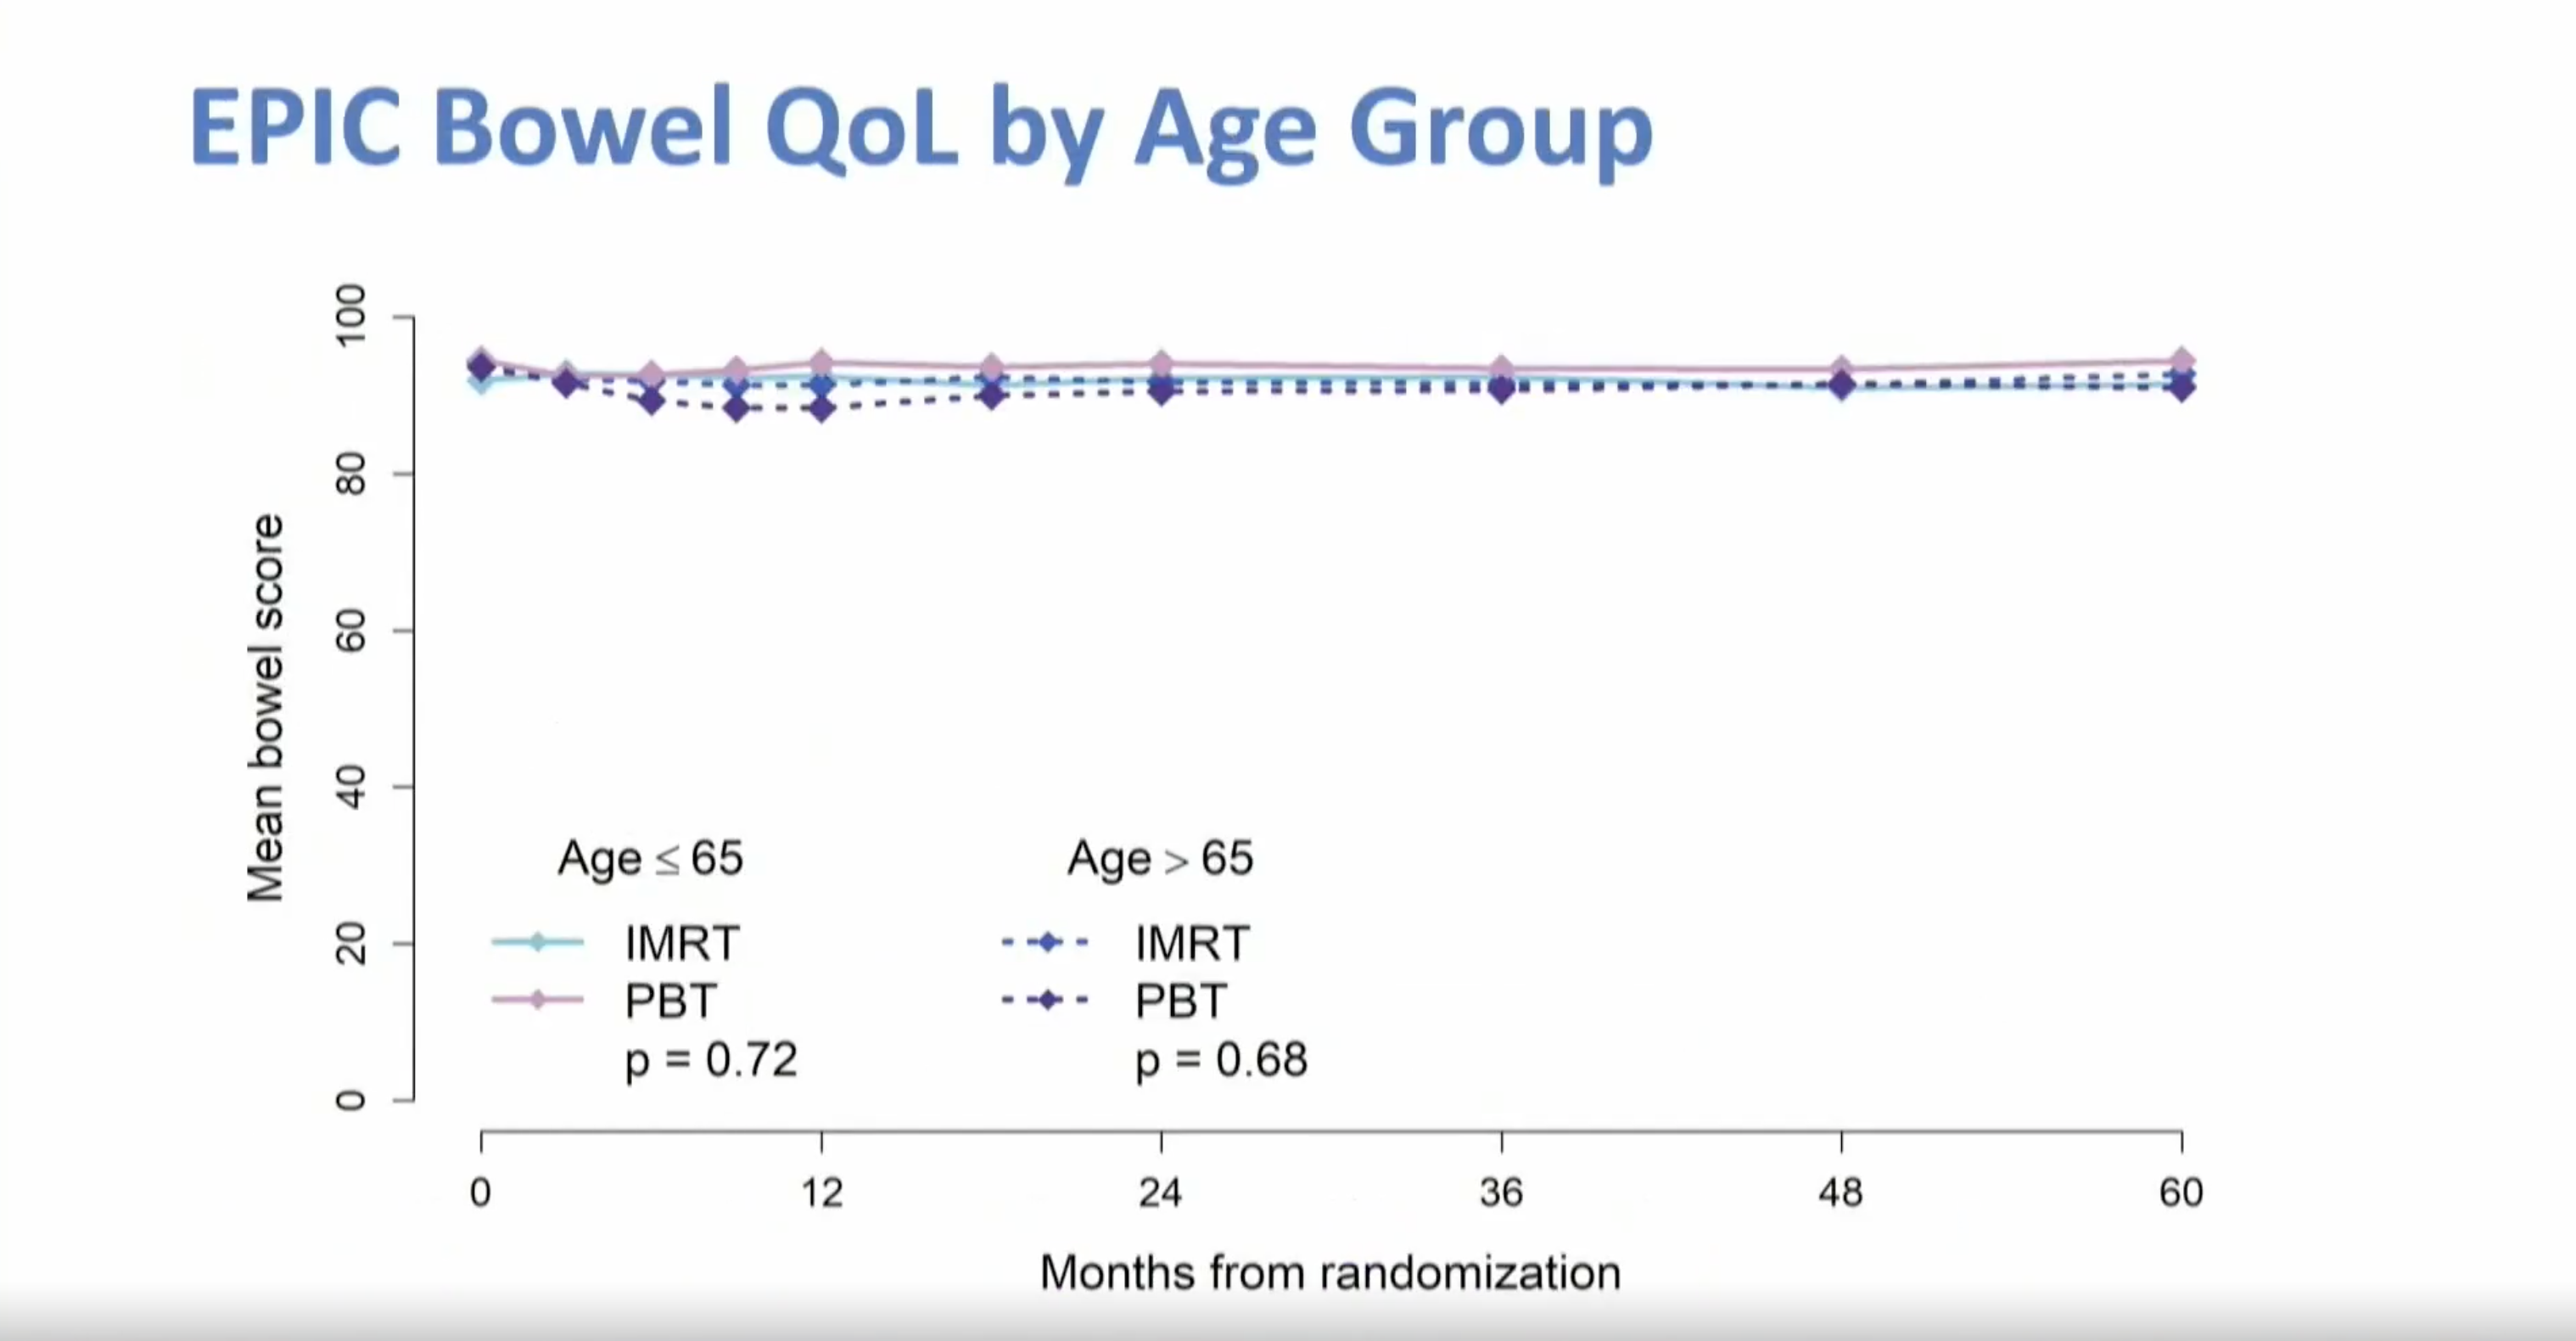 EPIC Bowel QoL by Age Group
100
80
60
40
20
0
Mean bowel score
Age ≤ 65
IMRT
PBT
p = 0.72
Age > 65
IMRT
PBT
p = 0.68
0 12 24 36 48 60
Months from randomization